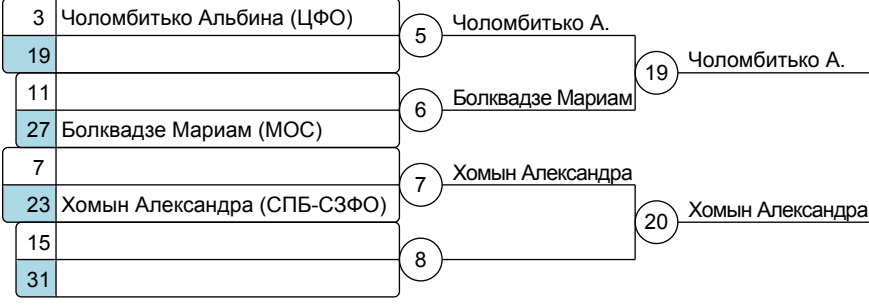 3 Чоломбитько Альбина (ЦФО)
19
5 Чоломбитько А.
11
27 Болквадзе Мариам (МОС)
6 Болквадзе Мариам
19 Чоломбитько А.
7
23 Хомын Александра (СПБ-СЗФО)
7 Хомын Александра
15
31
8
20 Хомын Александра